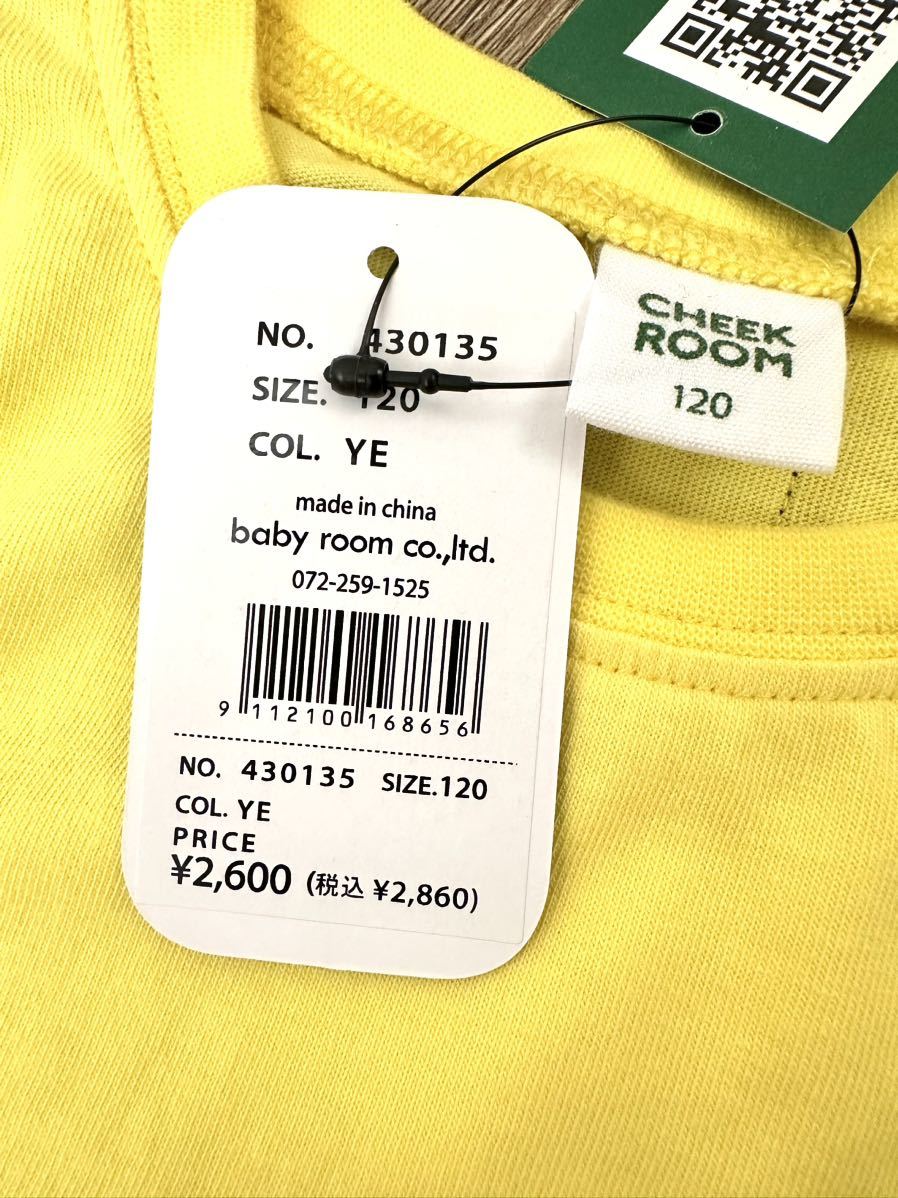 NO. 430135
SIZE. 120
COL. YE
made in china
baby room co.,ltd.
072-259-1525
9 112100 168656
NO. 430135 SIZE.120
COL. YE
PRICE
¥2,600 (税込 ¥2,860)
CHEEK
ROOM
120